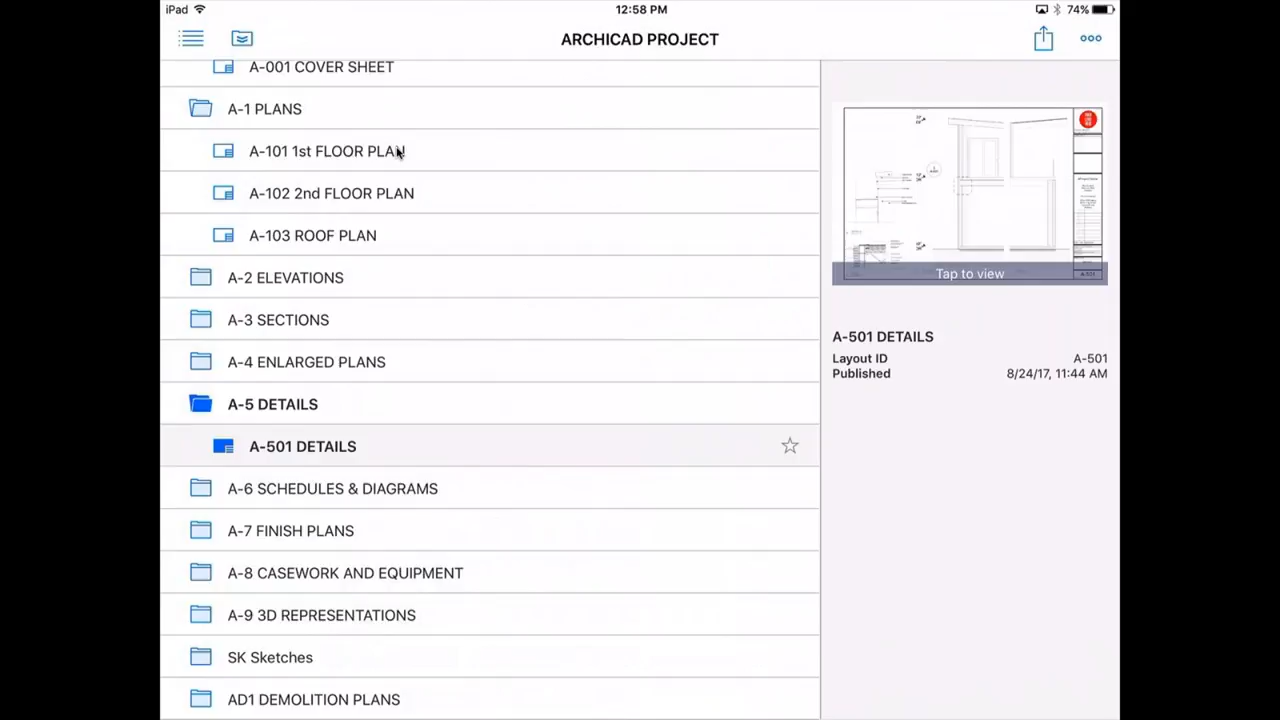 iPad
12:58 PM
74%
ARCHICAD PROJECT
A-001 COVER SHEET
A-1 PLANS
A-101 1st FLOOR PLAN
A-102 2nd FLOOR PLAN
A-103 ROOF PLAN
A-2 ELEVATIONS
A-3 SECTIONS
A-4 ENLARGED PLANS
A-5 DETAILS
A-501 DETAILS
A-6 SCHEDULES & DIAGRAMS
A-7 FINISH PLANS
A-8 CASEWORK AND EQUIPMENT
A-9 3D REPRESENTATIONS
SK Sketches
AD1 DEMOLITION PLANS
Tap to view
A-501
A-501 DETAILS
Layout ID A-501
Published 8/24/17, 11:44 AM